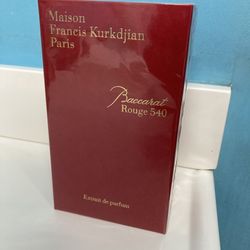 Maison
Francis Kurkdjian
Paris
Baccarat
Rouge 540
Extrait de parfum